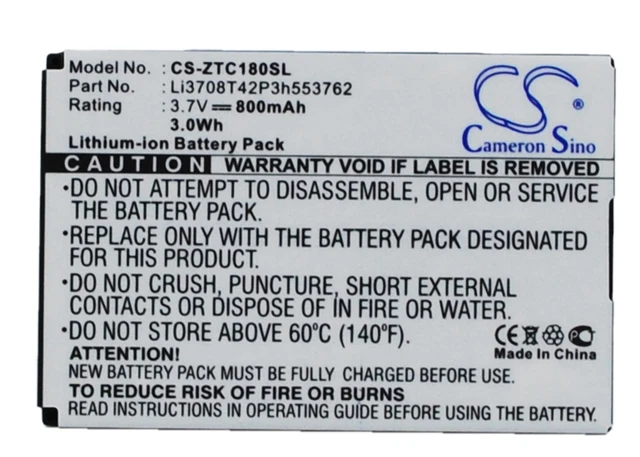 Model No. : CS-ZTC180SL
Part No. : Li3708T42P3h553762
Rating : 3.7V⎓800mAh
3.0Wh
Lithium-ion Battery Pack
CS®
Cameron Sino
CAUTION WARRANTY VOID IF LABEL IS REMOVED
•DO NOT ATTEMPT TO DISASSEMBLE, OPEN OR SERVICE
THE BATTERY PACK.
•REPLACE ONLY WITH THE BATTERY PACK DESIGNATED
FOR THIS PRODUCT.
•DO NOT CRUSH, PUNCTURE, SHORT EXTERNAL
CONTACTS OR DISPOSE OF IN FIRE OR WATER.
•DO NOT STORE ABOVE 60°C (140°F).
CE PC
Made In China
ATTENTION!
NEW BATTERY PACK MUST BE FULLY CHARGED BEFORE USE
TO REDUCE RISK OF FIRE OR BURNS
READ INSTRUCTIONS IN OPERATING GUIDE BEFORE USING THE BATTERY.